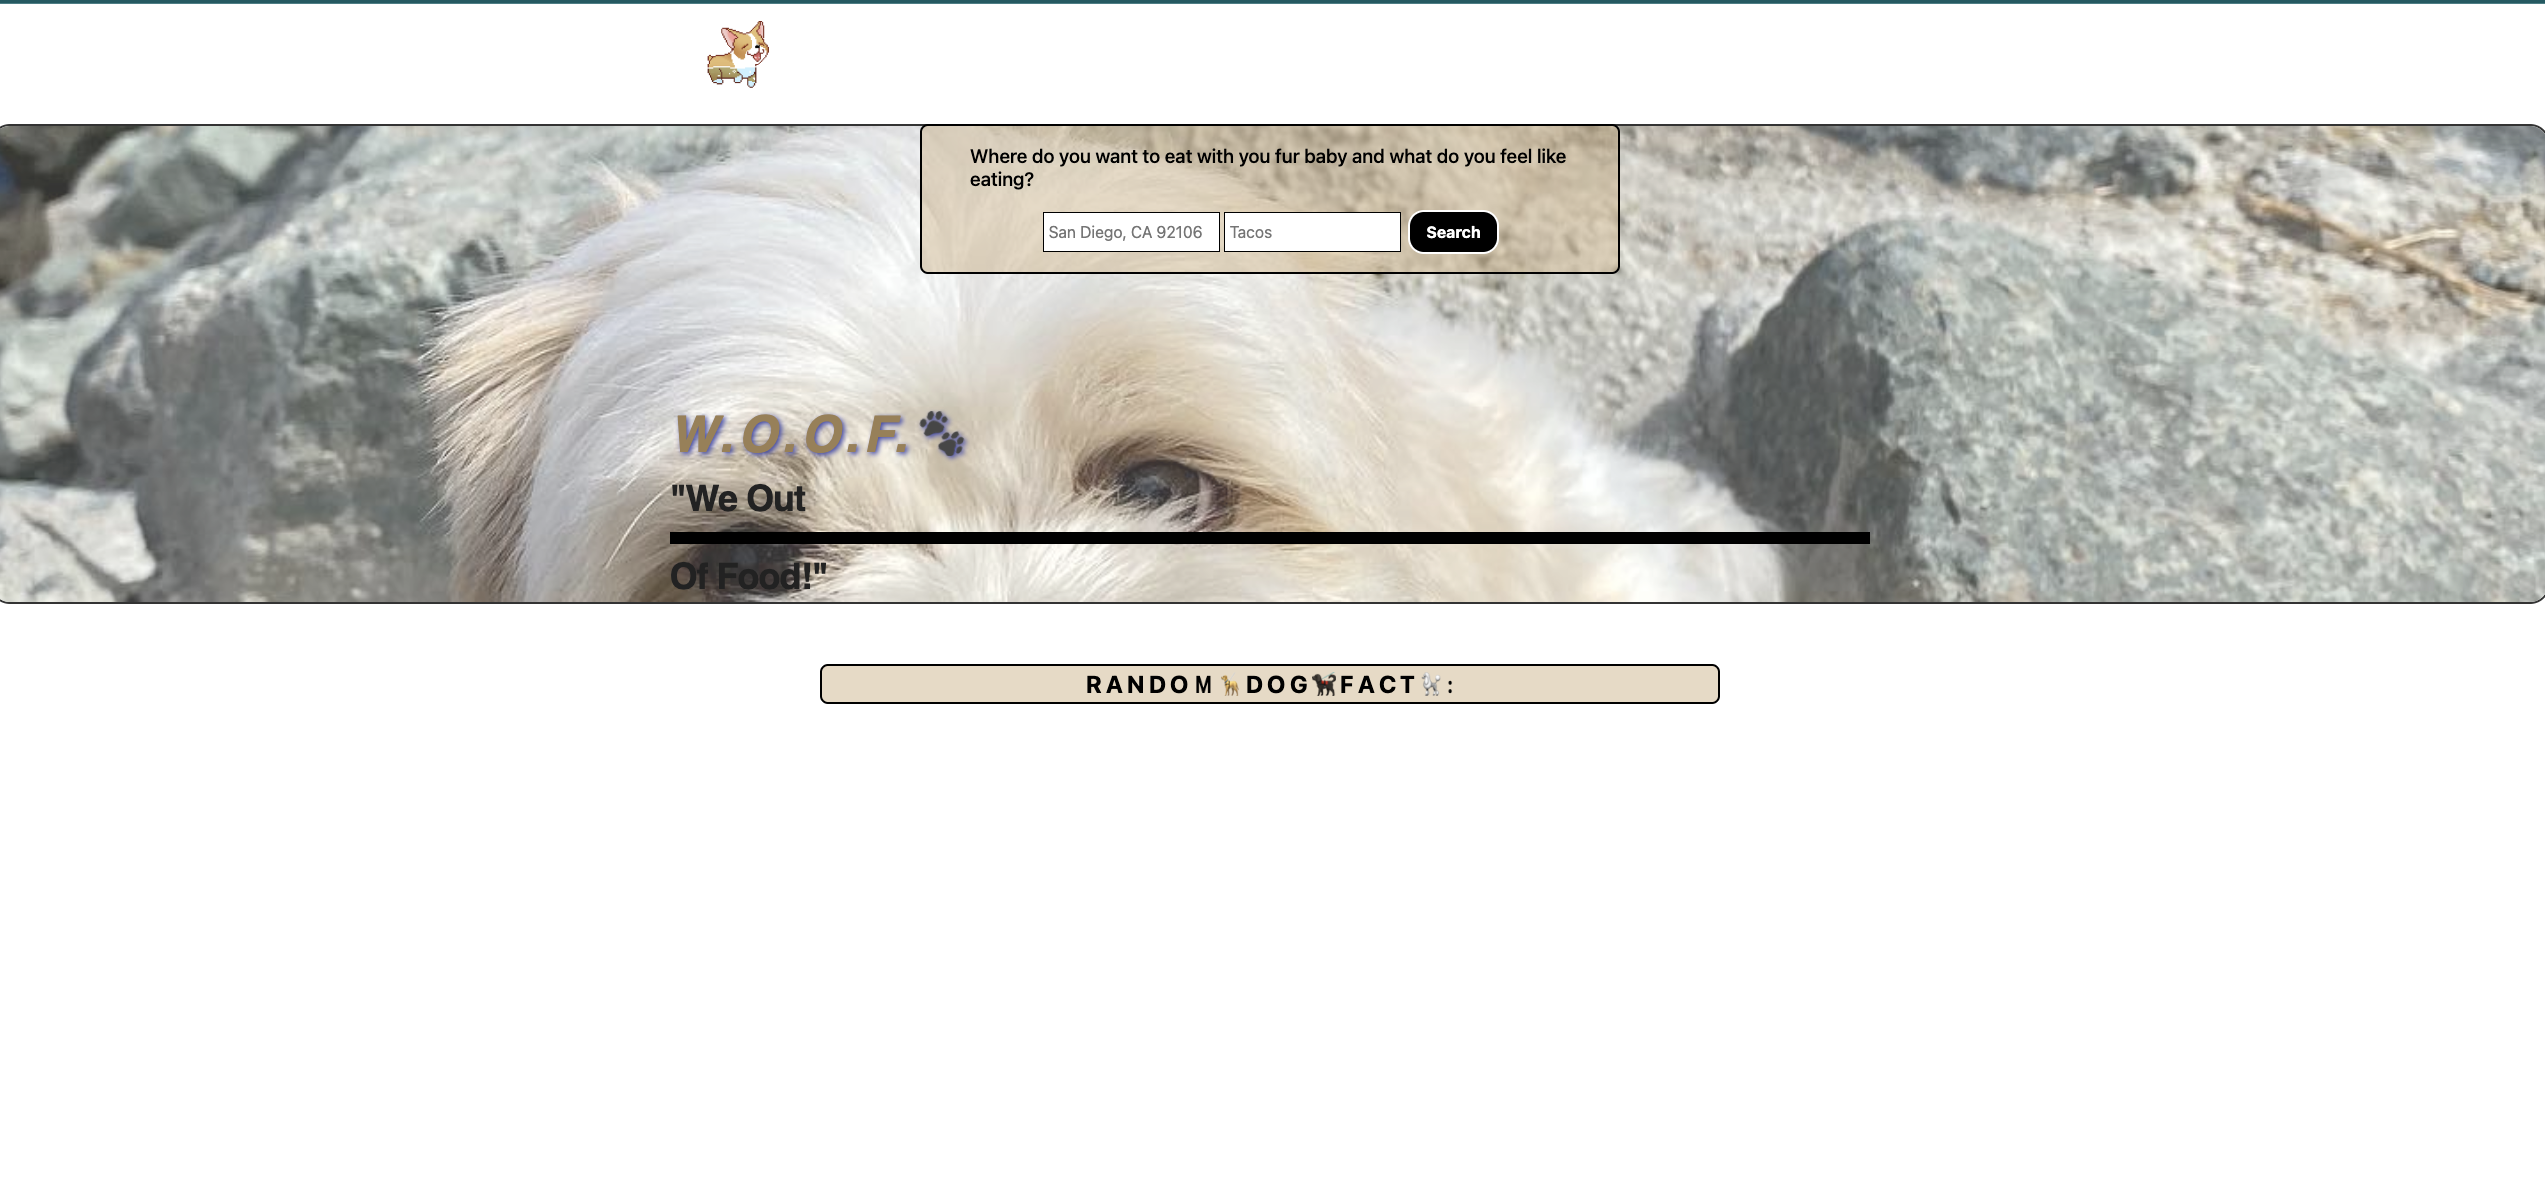 Where do you want to eat with you fur baby and what do you feel like
eating?
San Diego, CA 92106 Tacos Search
W.O.O.F.🐾
"We Out
Of Food!"
RANDOM🐕DOG🐕‍🦺FACT🐩: